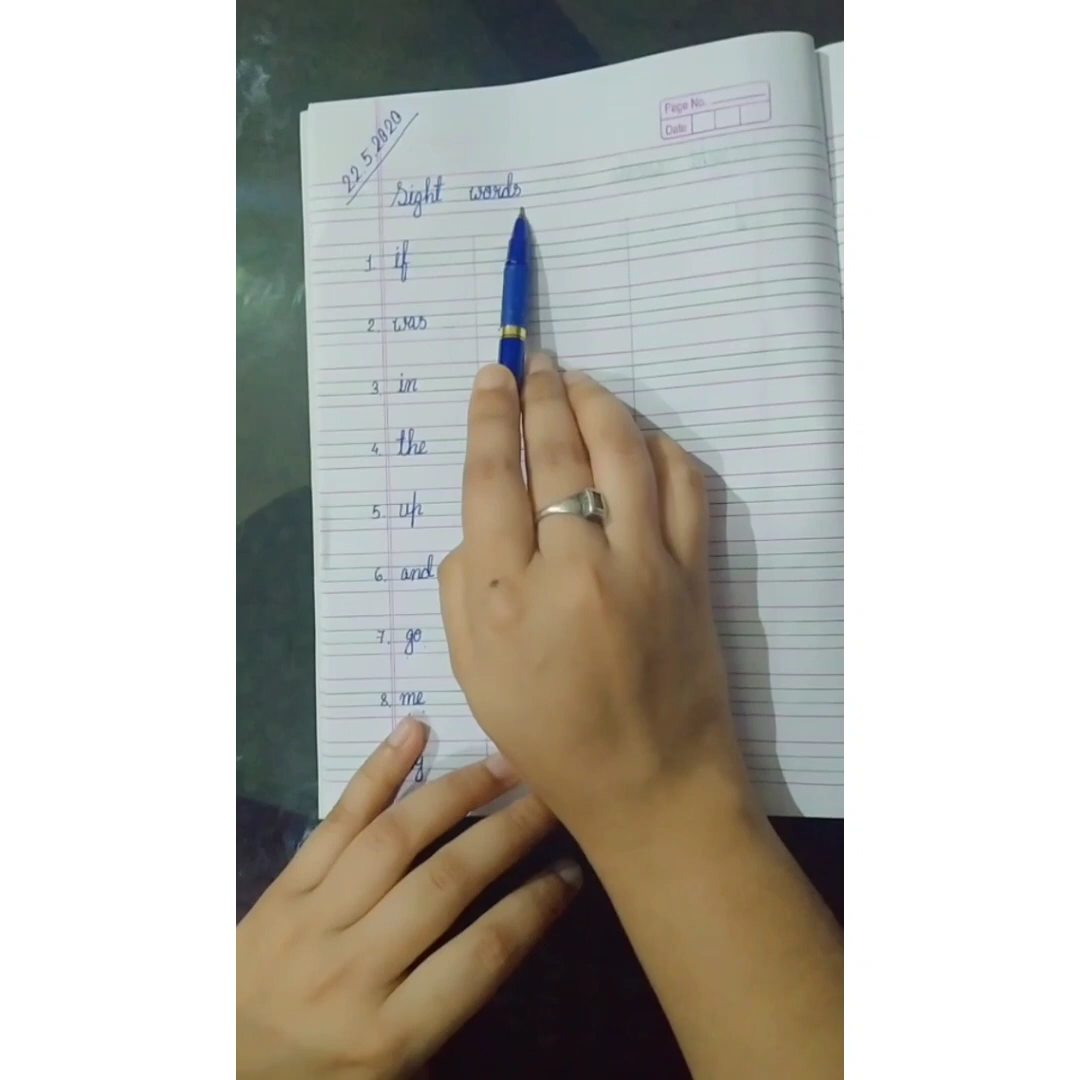 Page No.
Date
22.5.2020
Sight words
1. if
2. was
3. in
4. the
5. up
6. and
7. go
8. me